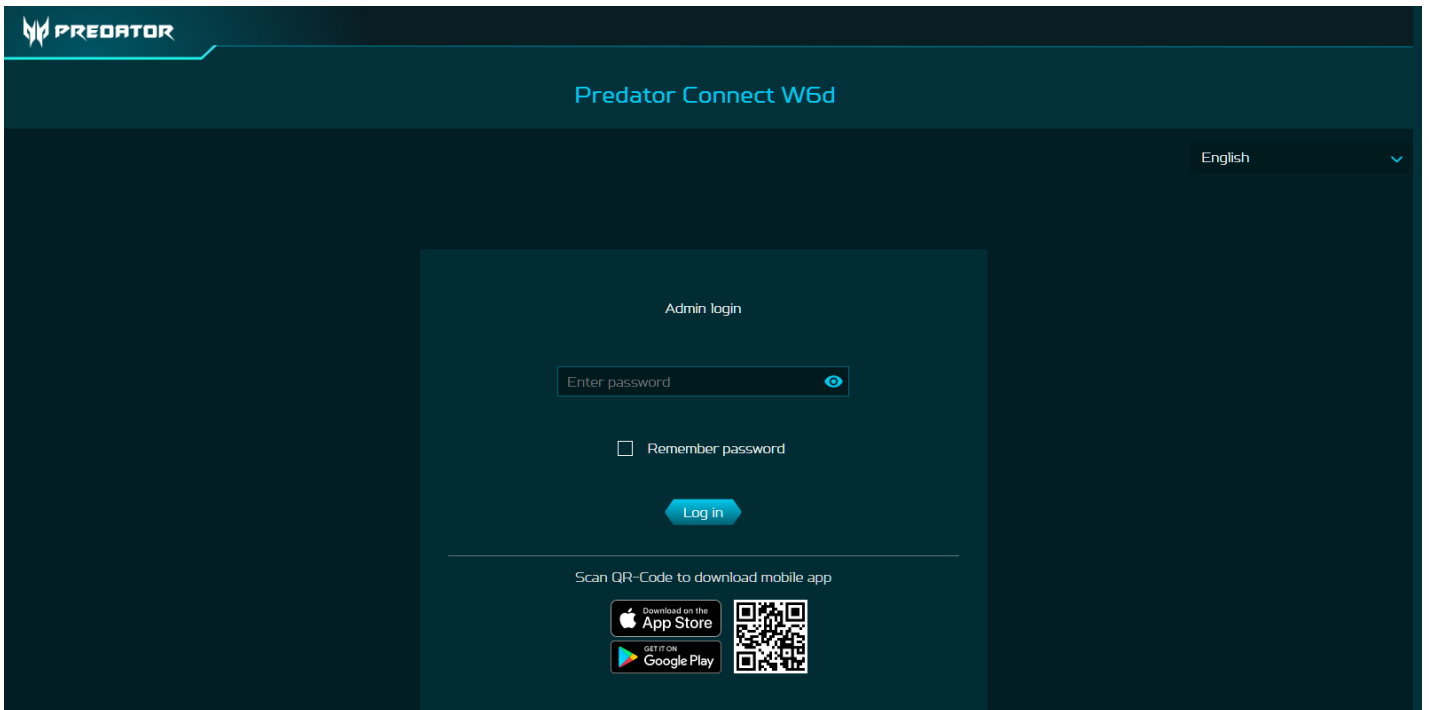 PREDATOR
Predator Connect W6d
English
Admin login
Enter password
Remember password
Log in
Scan QR-Code to download mobile app
Download on the
App Store
GET IT ON
Google Play